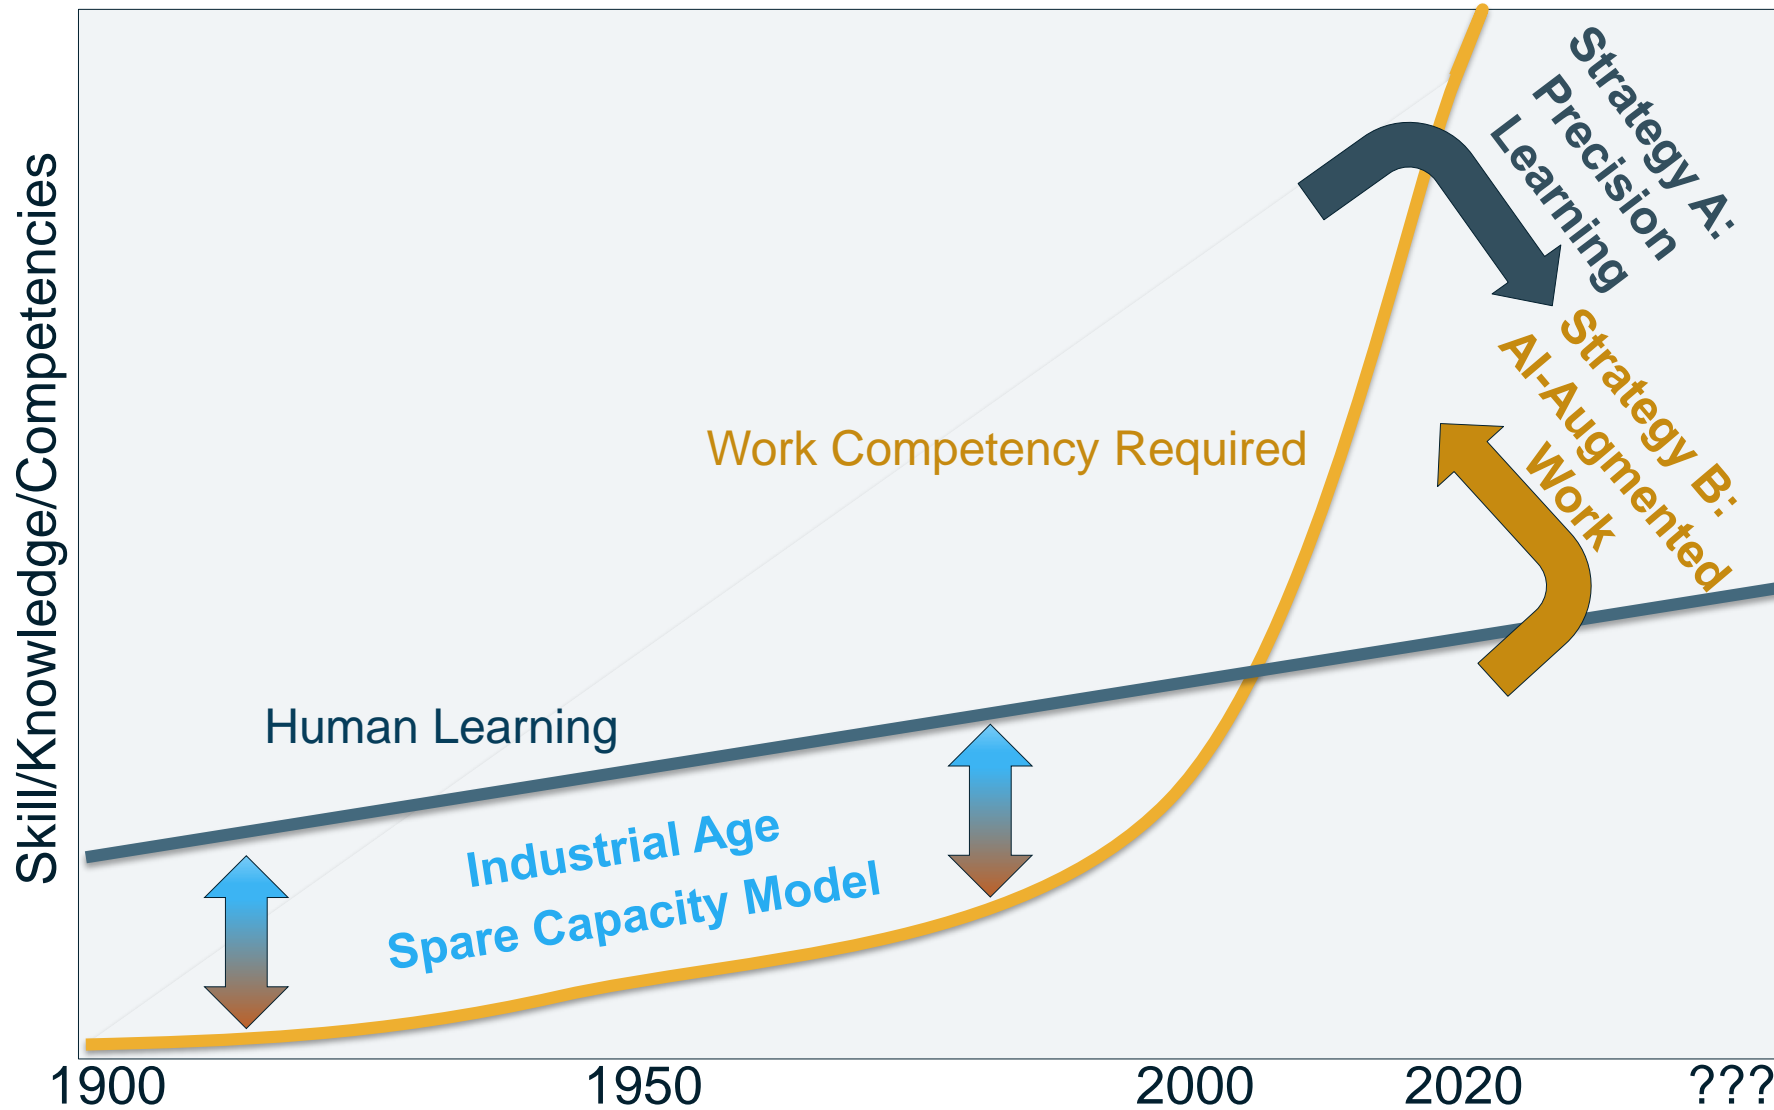 Skill/Knowledge/Competencies
Strategy A:
Precision
Learning
Strategy B:
AI-Augmented
Work
Work Competency Required
Human Learning
Industrial Age
Spare Capacity Model
1900
1950
2000
2020
???